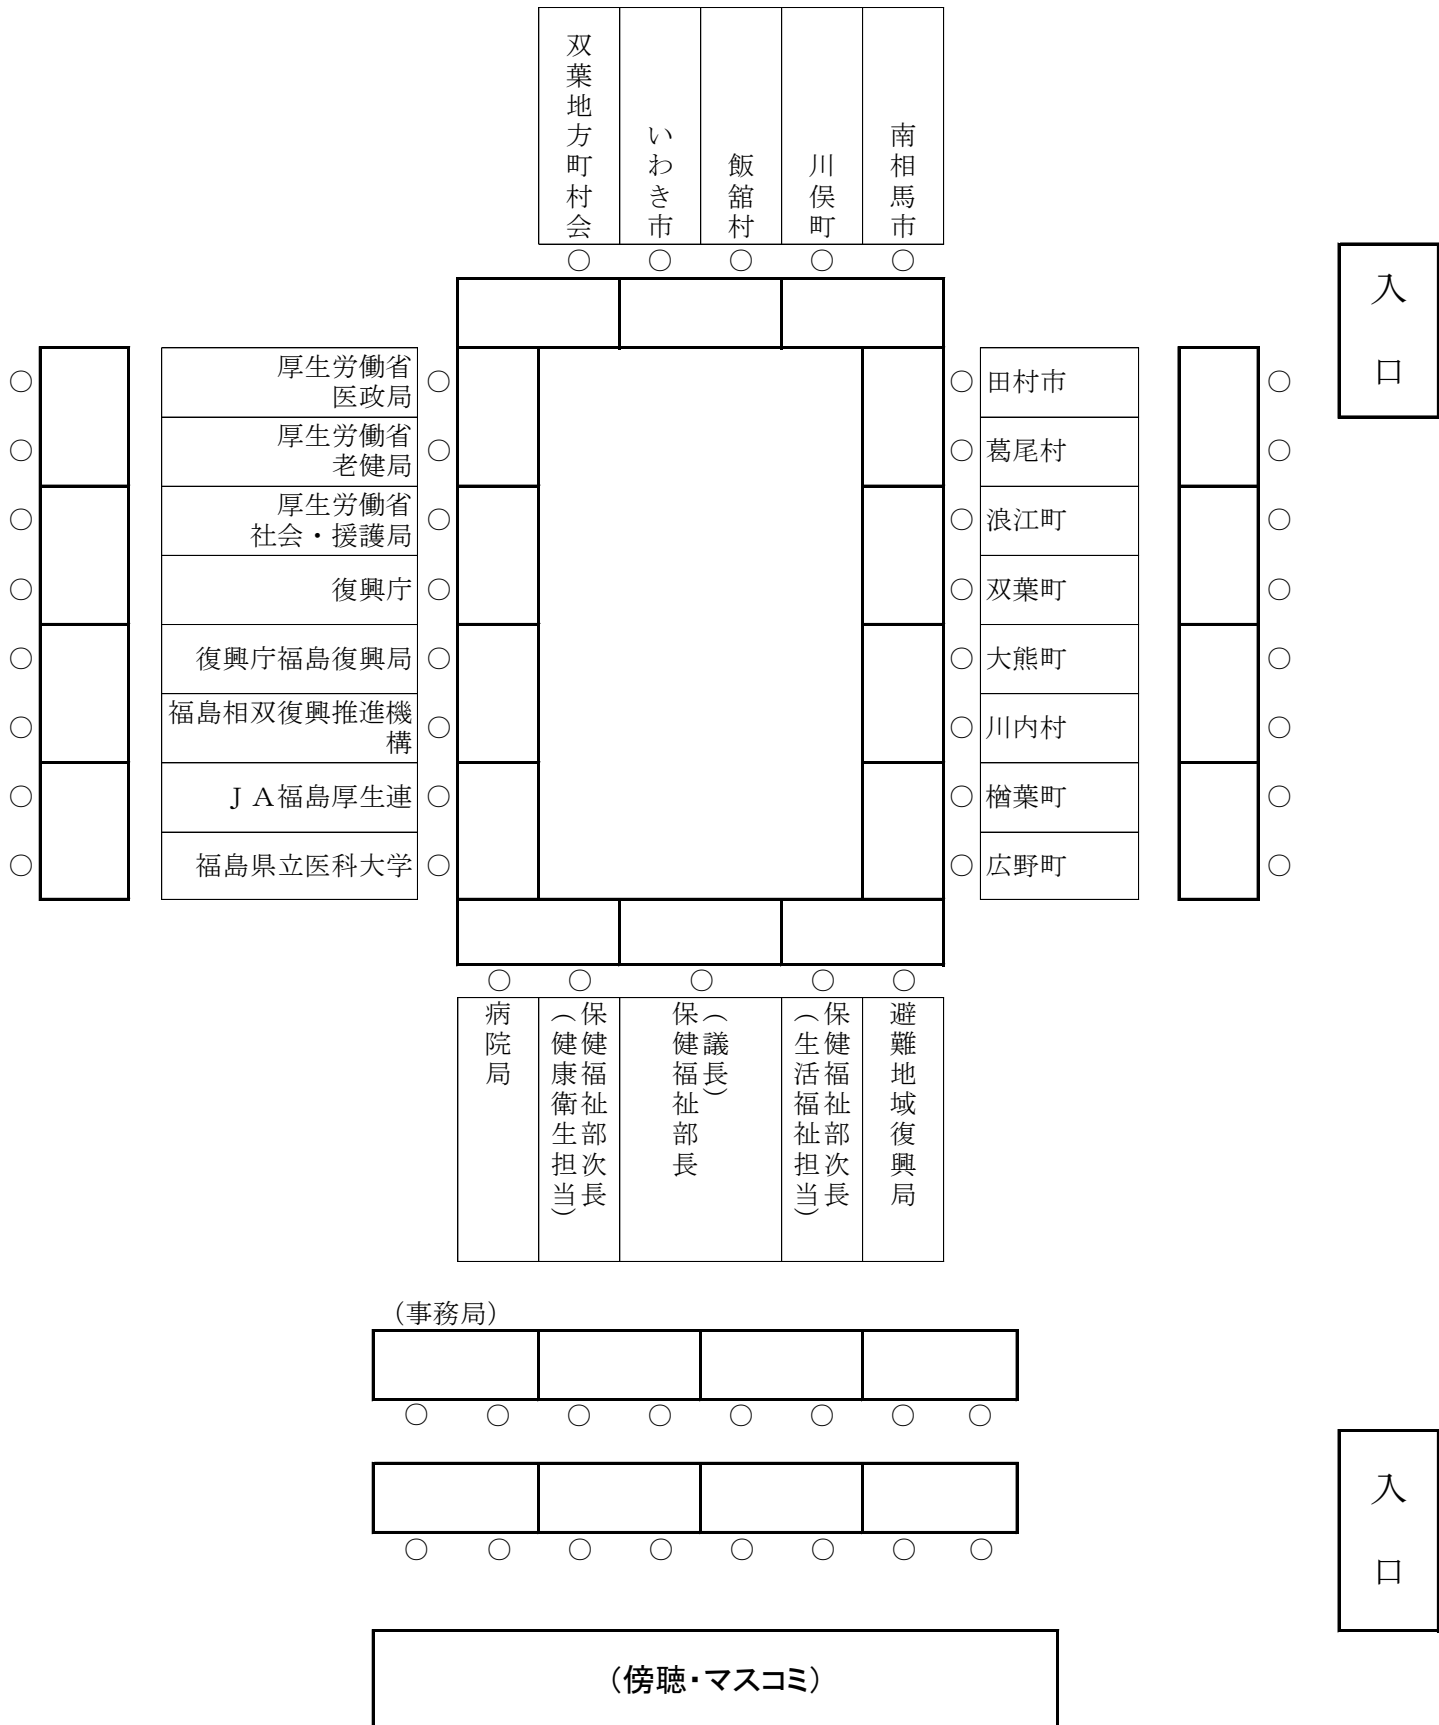 双葉地方町村会
いわき市
飯舘村
川俣町
南相馬市
○ ○ ○ ○ ○
入口
○ 厚生労働省
医政局 ○ ○ 田村市 ○
○ 厚生労働省
老健局 ○ ○ 葛尾村 ○
○ 厚生労働省
社会・援護局 ○ ○ 浪江町 ○
○ 復興庁 ○ ○ 双葉町 ○
○ 復興庁福島復興局 ○ ○ 大熊町 ○
○ 福島相双復興推進機
構 ○ ○ 川内村 ○
○ ＪＡ福島厚生連 ○ ○ 楢葉町 ○
○ 福島県立医科大学 ○ ○ 広野町 ○
○ ○ ○ ○ ○
病院局
保健福祉部次長
（健康衛生担当）
（議長）
保健福祉部長
保健福祉部次長
（生活福祉担当）
避難地域復興局
（事務局）
○ ○ ○ ○ ○ ○ ○ ○
○ ○ ○ ○ ○ ○ ○ ○
入口
（傍聴・マスコミ）